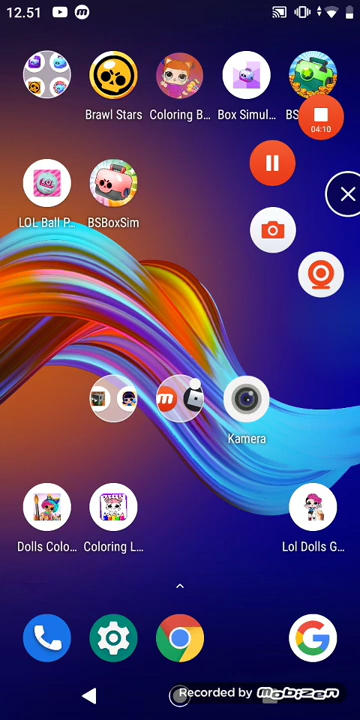 12.51
Brawl Stars
Coloring B...
Box Simul...
BS
04:10
LOL Ball P...
BSBoxSim
Kamera
Dolls Colo...
Coloring L...
Lol Dolls G...
Recorded by Mobizen